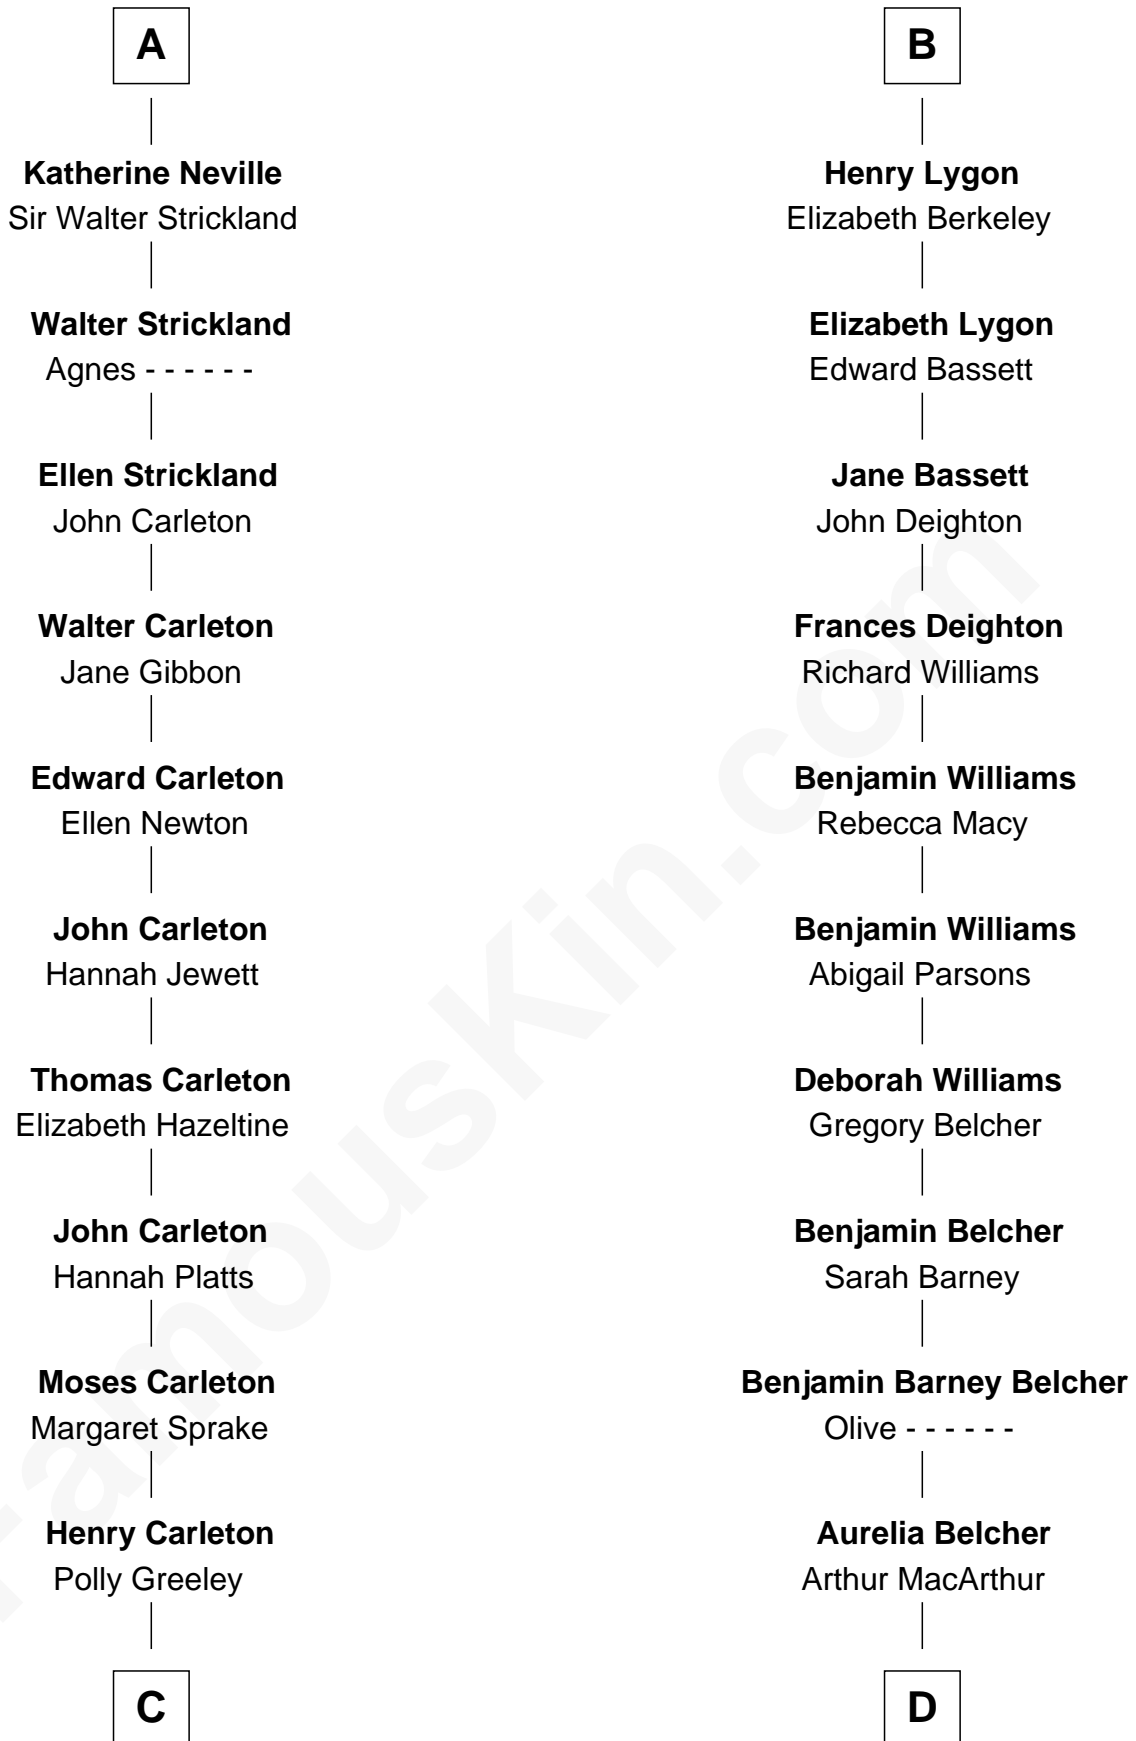 A
Katherine Neville
Sir Walter Strickland
Walter Strickland
Agnes - - - - - -
Ellen Strickland
John Carleton
Walter Carleton
Jane Gibbon
Edward Carleton
Ellen Newton
John Carleton
Hannah Jewett
Thomas Carleton
Elizabeth Hazeltine
John Carleton
Hannah Platts
Moses Carleton
Margaret Sprake
Henry Carleton
Polly Greeley
C
B
Henry Lygon
Elizabeth Berkeley
Elizabeth Lygon
Edward Bassett
Jane Bassett
John Deighton
Frances Deighton
Richard Williams
Benjamin Williams
Rebecca Macy
Benjamin Williams
Abigail Parsons
Deborah Williams
Gregory Belcher
Benjamin Belcher
Sarah Barney
Benjamin Barney Belcher
Olive - - - - - -
Aurelia Belcher
Arthur MacArthur
D
FamousKin.com